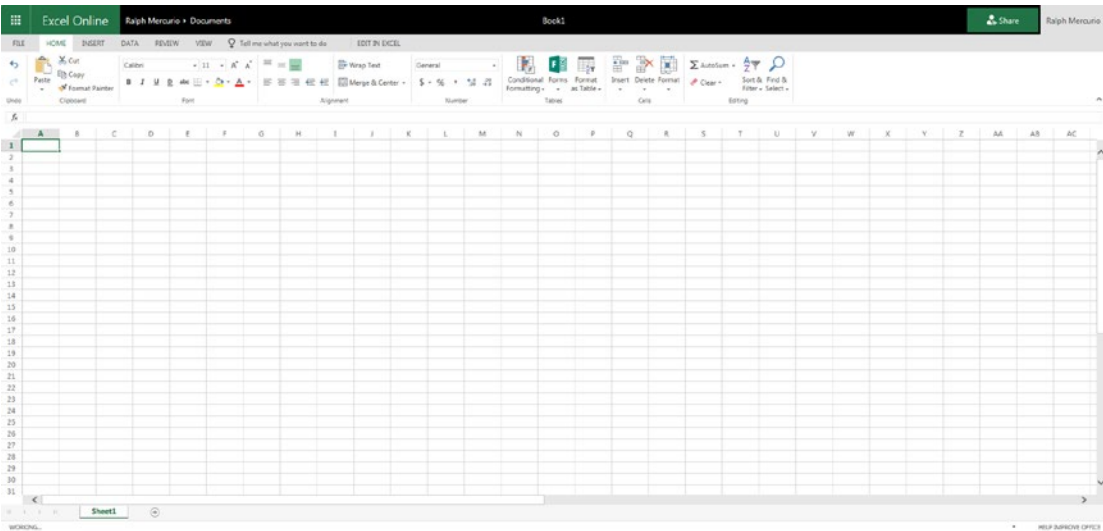 Excel Online Ralph Mercurio › Documents Book1 Share Ralph Mercurio
FILE HOME INSERT DATA REVIEW VIEW Tell me what you want to do EDIT IN EXCEL
Cut
Copy
Format Painter
Paste
Undo Clipboard
Calibri 11
B I U D abc A
Font
Wrap Text
Merge & Center
Alignment
General
$ % ,
Number
Conditional Formatting Forms Format as Table
Tables
Insert Delete Format
Cells
AutoSum
Clear
Sort & Filter Find & Select
Editing
fx
A B C D E F G H I J K L M N O P Q R S T U V W X Y Z AA AB AC
1
2
3
4
5
6
7
8
9
10
11
12
13
14
15
16
17
18
19
20
21
22
23
24
25
26
27
28
29
30
31
Sheet1
WORKING... HELP IMPROVE OFFICE